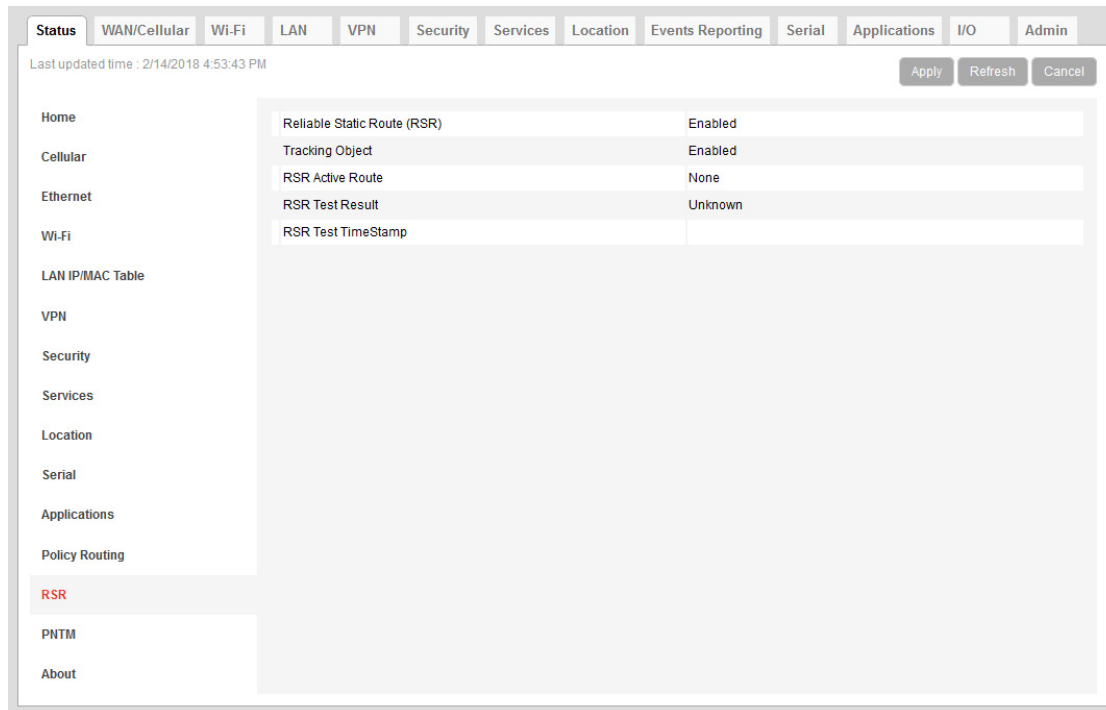 Status WAN/Cellular Wi-Fi LAN VPN Security Services Location Events Reporting Serial Applications I/O Admin
Last updated time : 2/14/2018 4:53:43 PM
Apply Refresh Cancel
Home
Cellular
Ethernet
Wi-Fi
LAN IP/MAC Table
VPN
Security
Services
Location
Serial
Applications
Policy Routing
RSR
PNTM
About
Reliable Static Route (RSR) Enabled
Tracking Object Enabled
RSR Active Route None
RSR Test Result Unknown
RSR Test TimeStamp